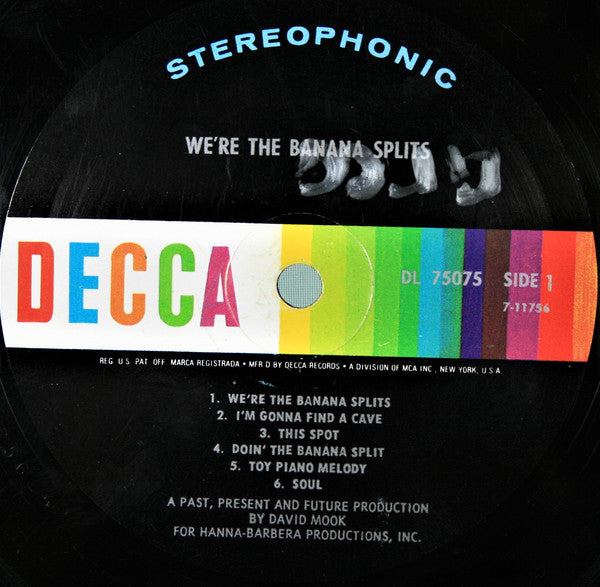 STEREOPHONIC
WE'RE THE BANANA SPLITS
DECCA
DL 75075 SIDE 1
7-11756
REG. U.S. PAT. OFF. MARCA REGISTRADA • MFR'D BY DECCA RECORDS • A DIVISION OF MCA INC., NEW YORK, U.S.A.
1. WE'RE THE BANANA SPLITS
2. I'M GONNA FIND A CAVE
3. THIS SPOT
4. DOIN' THE BANANA SPLIT
5. TOY PIANO MELODY
6. SOUL
A PAST, PRESENT AND FUTURE PRODUCTION
BY DAVID MOOK
FOR HANNA-BARBERA PRODUCTIONS, INC.